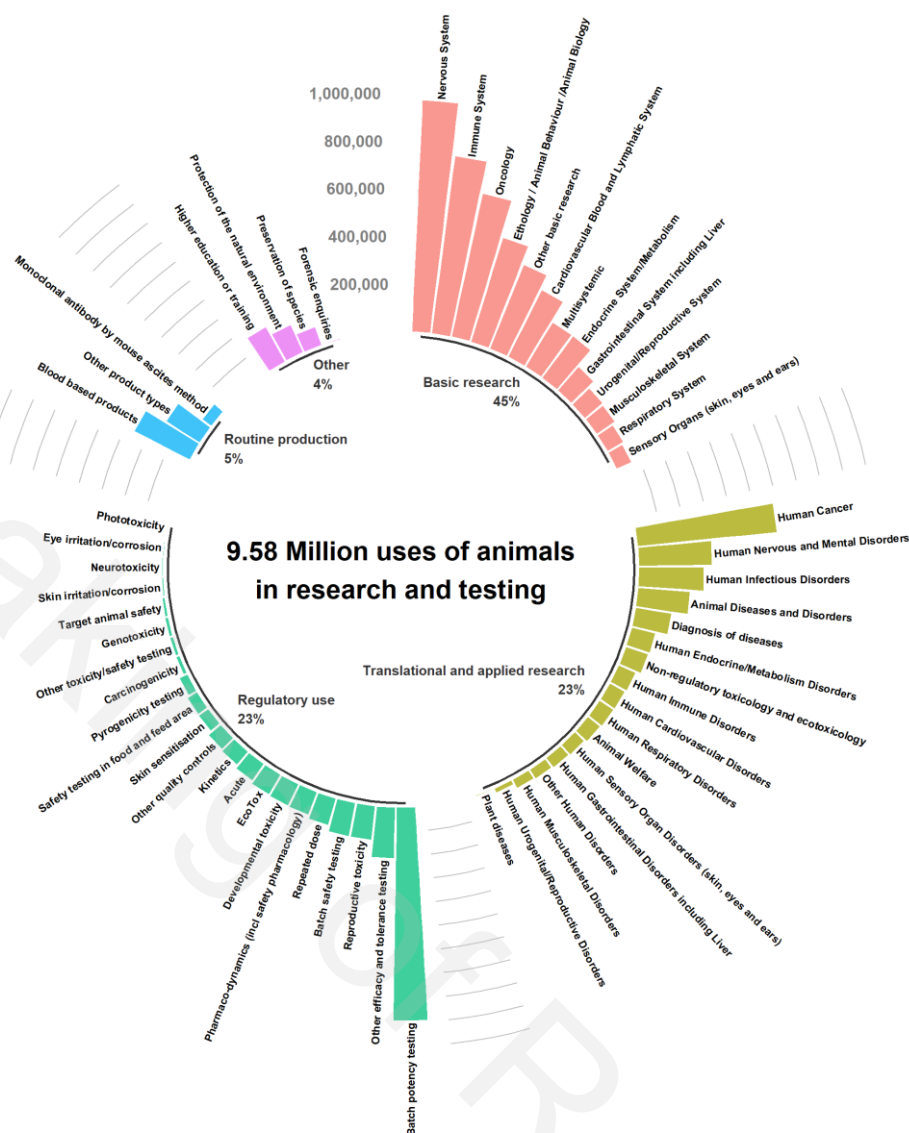 1,000,000
800,000
600,000
400,000
200,000
Nervous System
Immune System
Oncology
Ethology / Animal Behaviour /Animal Biology
Other basic research
Cardiovascular Blood and Lymphatic System
Multisystemic
Endocrine System/Metabolism
Gastrointestinal System including Liver
Urogenital/Reproductive System
Musculoskeletal System
Respiratory System
Sensory Organs (skin, eyes and ears)
Basic research
45%
Human Cancer
Human Nervous and Mental Disorders
Human Infectious Disorders
Animal Diseases and Disorders
Diagnosis of diseases
Human Endocrine/Metabolism Disorders
Non-regulatory toxicology and ecotoxicology
Human Immune Disorders
Human Cardiovascular Disorders
Human Respiratory Disorders
Animal Welfare
Human Sensory Organ Disorders (skin, eyes and ears)
Human Gastrointestinal Disorders including Liver
Other Human Disorders
Human Musculoskeletal Disorders
Human Urogenital/Reproductive Disorders
Plant diseases
Translational and applied research
23%
Batch potency testing
Other efficacy and tolerance testing
Reproductive toxicity
Batch safety testing
Repeated dose
Pharmaco-dynamics (incl safety pharmacology)
Developmental toxicity
EcoTox
Acute
Kinetics
Other quality controls
Skin sensitisation
Safety testing in food and feed area
Pyrogenicity testing
Carcinogenicity
Other toxicity/safety testing
Genotoxicity
Target animal safety
Skin irritation/corrosion
Neurotoxicity
Eye irritation/corrosion
Phototoxicity
Regulatory use
23%
Blood based products
Other product types
Monoclonal antibody by mouse ascites method
Routine production
5%
Higher education or training
Protection of the natural environment
Preservation of species
Forensic enquiries
Other
4%
9.58 Million uses of animals
in research and testing
aking of R